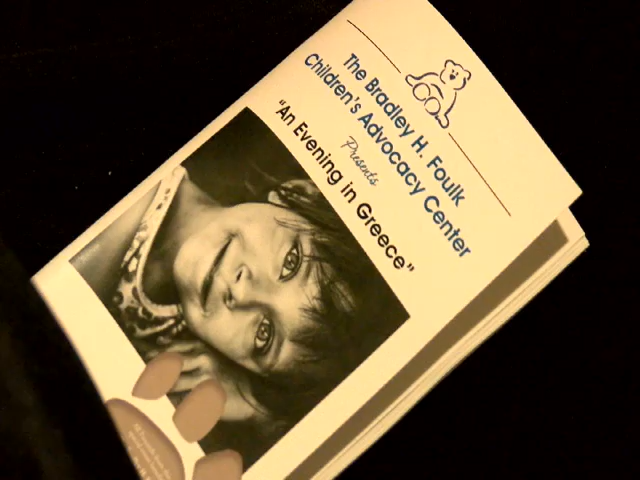 The Bradley H. Foulk
Children's Advocacy Center
Presents
"An Evening in Greece"